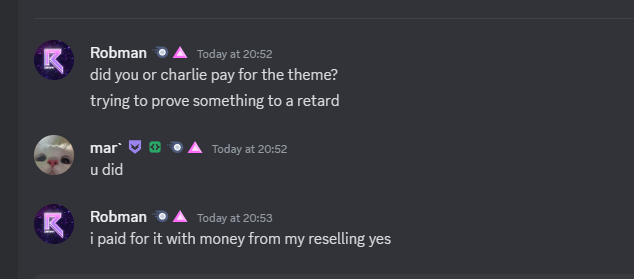 Robman Today at 20:52
did you or charlie pay for the theme?
trying to prove something to a retard
mar` Today at 20:52
u did
Robman Today at 20:53
i paid for it with money from my reselling yes